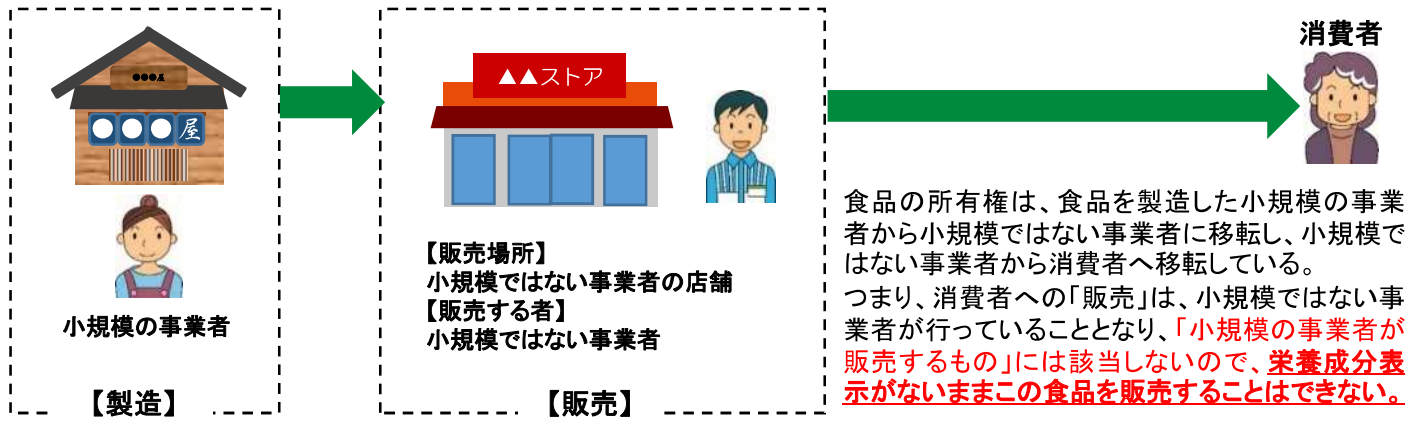 ●●●屋
屋
小規模の事業者
【製造】
▲▲ストア
【販売場所】
小規模ではない事業者の店舗
【販売する者】
小規模ではない事業者
【販売】
消費者
食品の所有権は、食品を製造した小規模の事業
者から小規模ではない事業者に移転し、小規模で
はない事業者から消費者へ移転している。
つまり、消費者への「販売」は、小規模ではない事
業者が行っていることとなり、「小規模の事業者が
販売するもの」には該当しないので、栄養成分表
示がないままこの食品を販売することはできない。